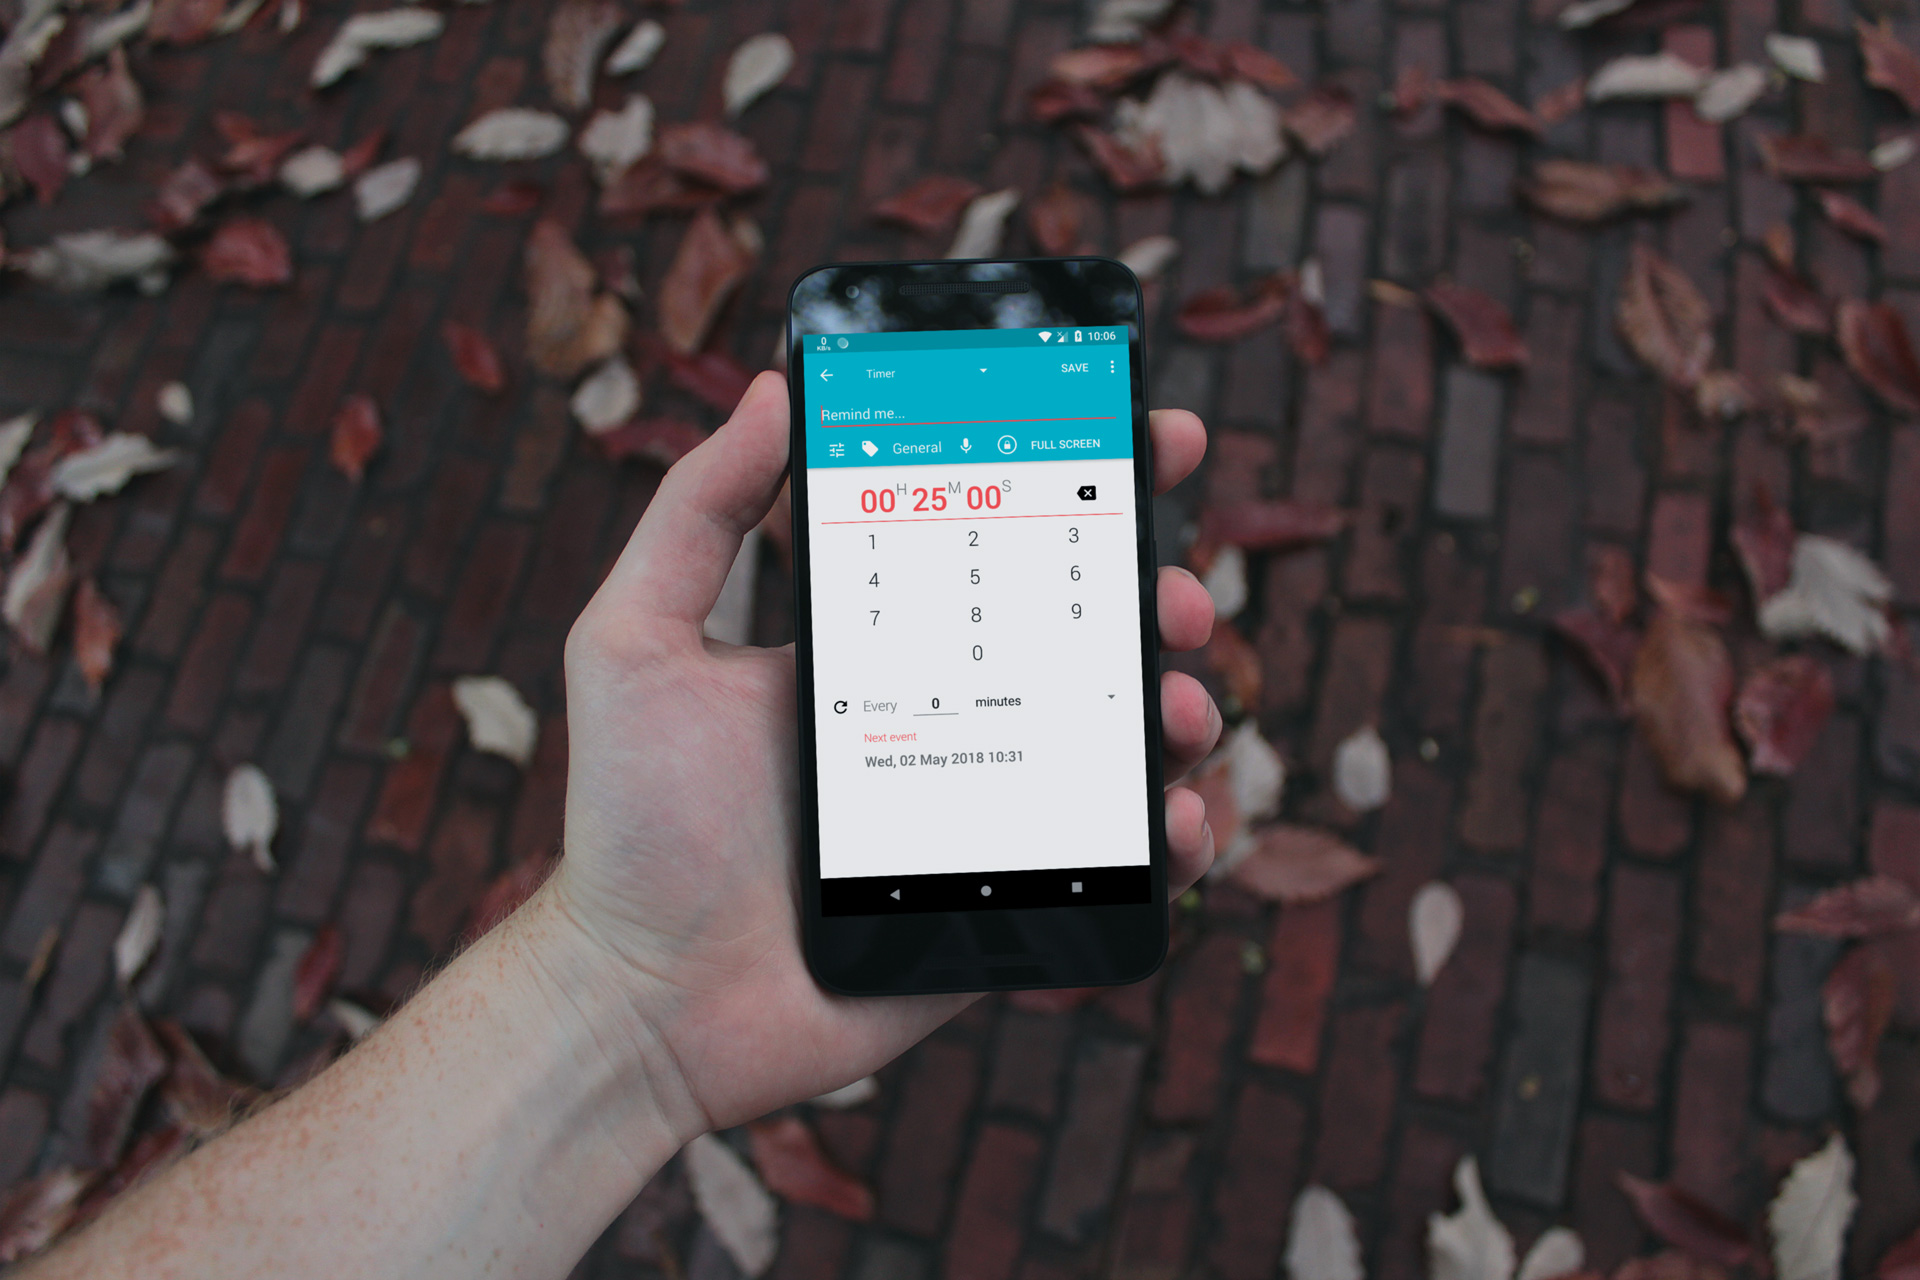 0 KB/s 10:06
Timer SAVE
Remind me...
General FULL SCREEN
00H 25M 00S
1 2 3
4 5 6
7 8 9
0
Every 0 minutes
Next event
Wed, 02 May 2018 10:31